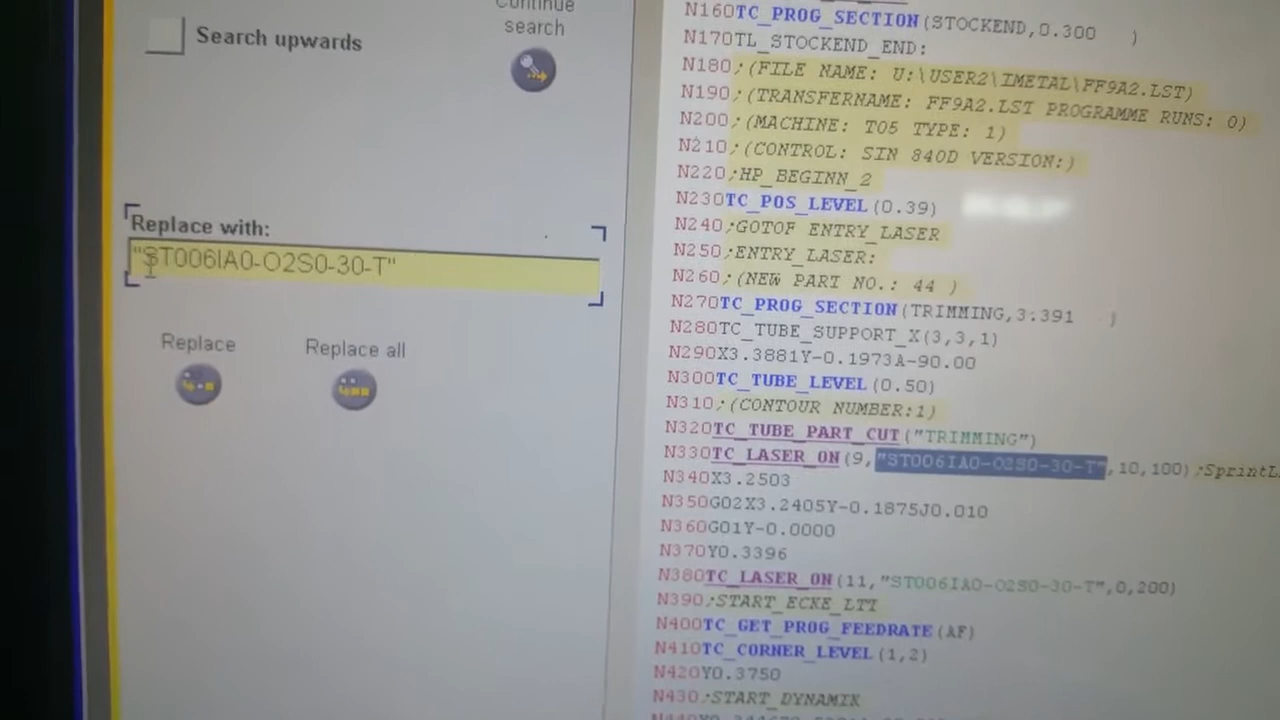 Continue
search
Search upwards
Replace with:
"ST006IA0-O2S0-30-T"
Replace
Replace all
N160TC_PROG_SECTION(STOCKEND,0.300 )
N170TL_STOCKEND_END:
N180;(FILE NAME: U:\USER2\IMETAL\FF9A2.LST)
N190;(TRANSFERNAME: FF9A2.LST PROGRAMME RUNS: 0)
N200;(MACHINE: T05 TYPE: 1)
N210;(CONTROL: SIN 840D VERSION:)
N220;HP_BEGINN_2
N230TC_POS_LEVEL(0.39)
N240;GOTOF ENTRY_LASER
N250;ENTRY_LASER:
N260;(NEW PART NO.: 44 )
N270TC_PROG_SECTION(TRIMMING,3.391 )
N280TC_TUBE_SUPPORT_X(3,3,1)
N290X3.3881Y-0.1973A-90.00
N300TC_TUBE_LEVEL(0.50)
N310;(CONTOUR NUMBER:1)
N320TC_TUBE_PART_CUT("TRIMMING")
N330TC_LASER_ON(9,"ST006IA0-O2S0-30-T",10,100);SprintL
N340X3.2503
N350G02X3.2405Y-0.1875J0.010
N360G01Y-0.0000
N370Y0.3396
N380TC_LASER_ON(11,"ST006IA0-O2S0-30-T",0,200)
N390;START_ECKE_LTT
N400TC_GET_PROG_FEEDRATE(AF)
N410TC_CORNER_LEVEL(1,2)
N420Y0.3750
N430;START_DYNAMIK